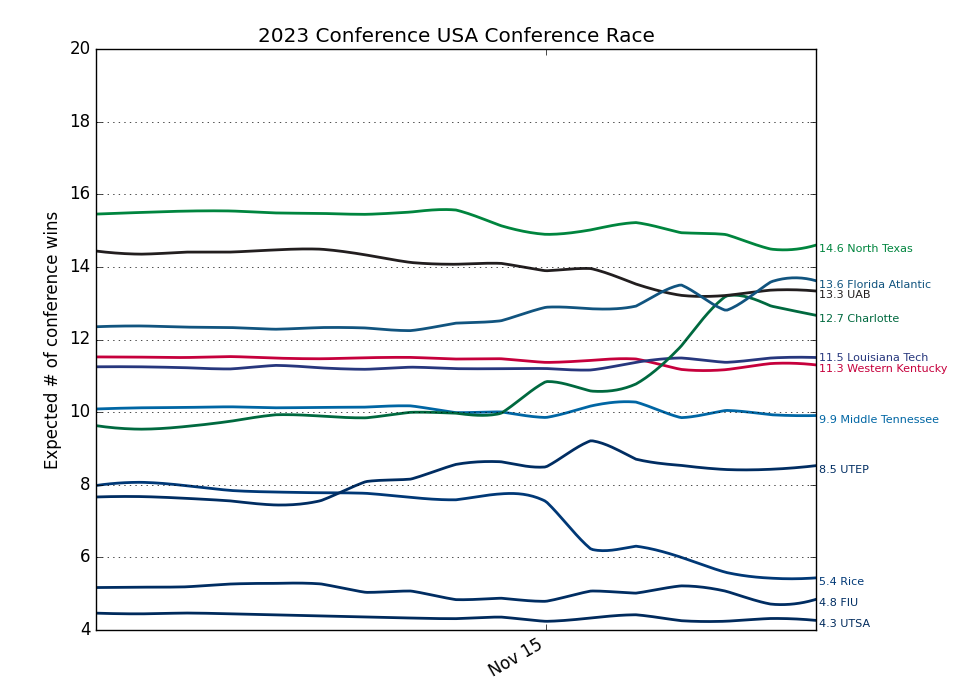 2023 Conference USA Conference Race
Expected # of conference wins
20
18
16
14
12
10
8
6
4
Nov 15
14.6 North Texas
13.6 Florida Atlantic
13.3 UAB
12.7 Charlotte
11.5 Louisiana Tech
11.3 Western Kentucky
9.9 Middle Tennessee
8.5 UTEP
5.4 Rice
4.8 FIU
4.3 UTSA